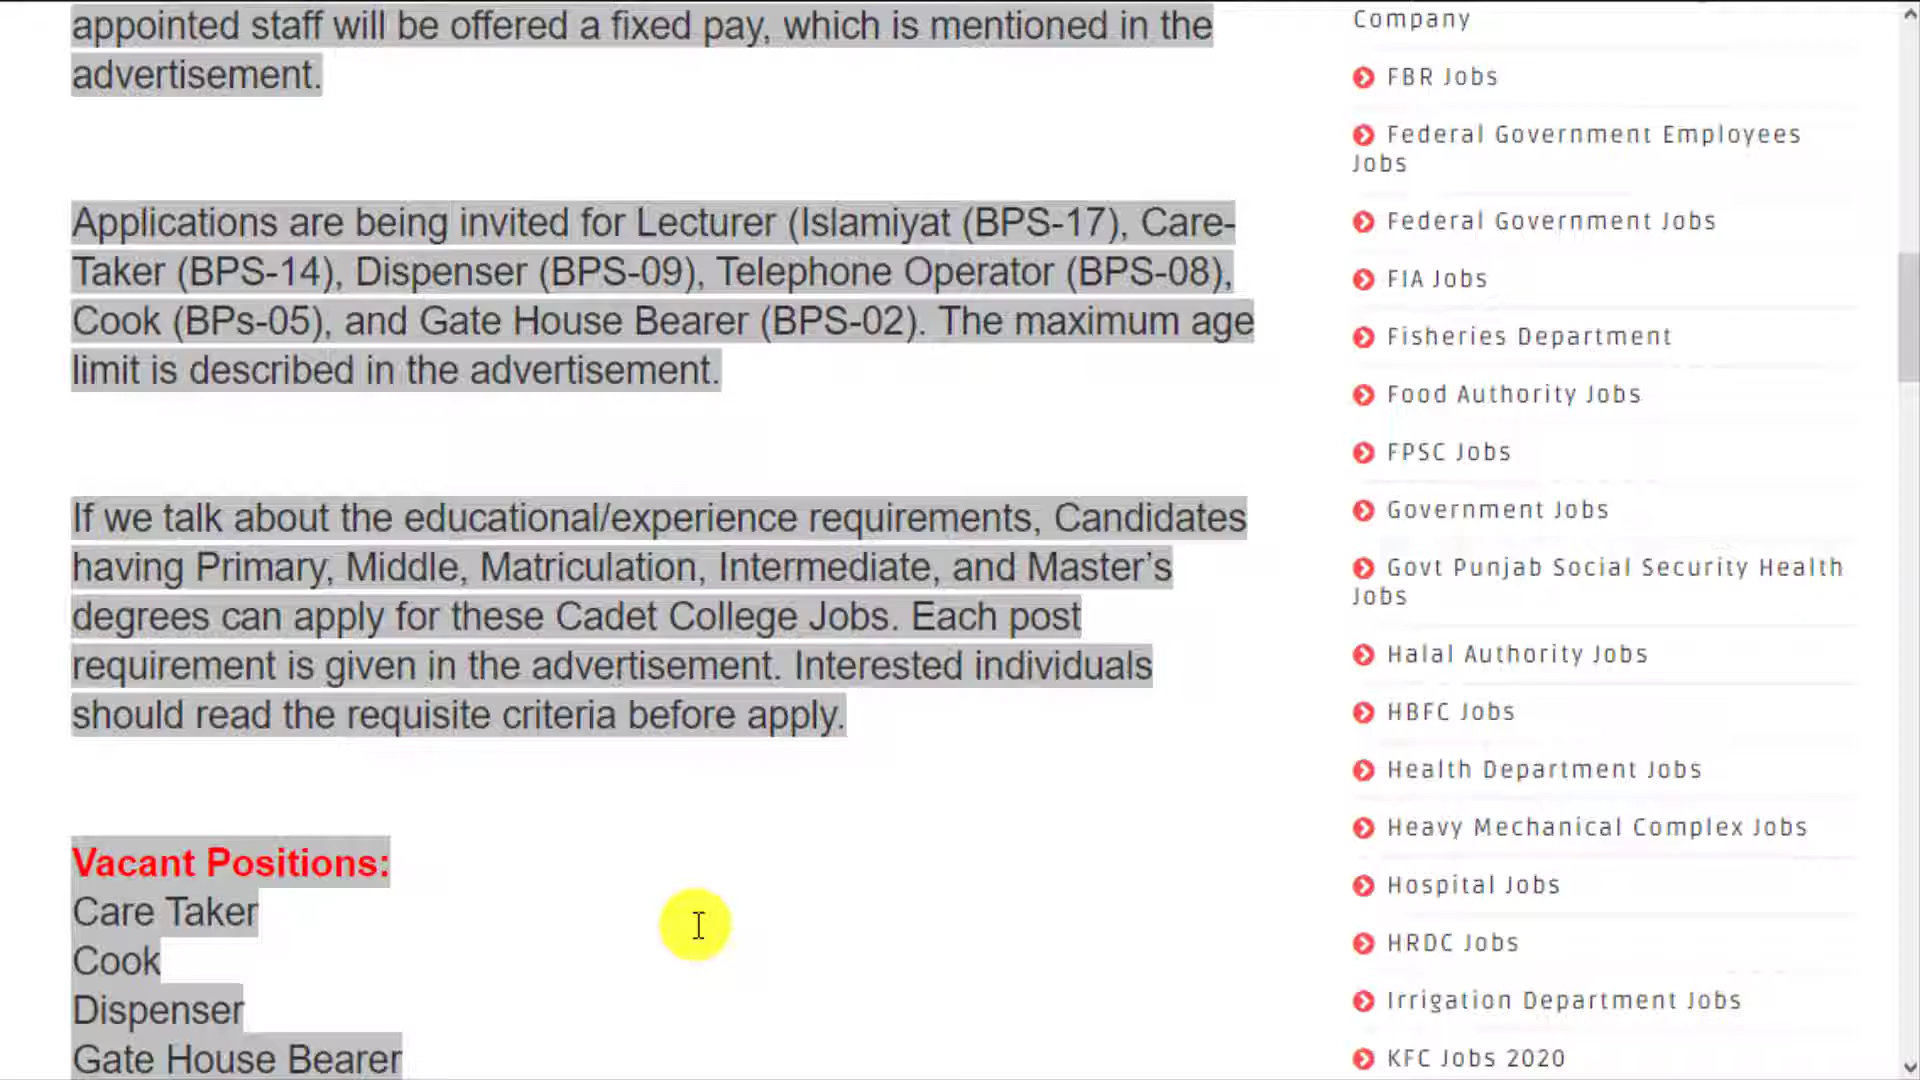 appointed staff will be offered a fixed pay, which is mentioned in the
advertisement.
Applications are being invited for Lecturer (Islamiyat (BPS-17), Care-
Taker (BPS-14), Dispenser (BPS-09), Telephone Operator (BPS-08),
Cook (BPs-05), and Gate House Bearer (BPS-02). The maximum age
limit is described in the advertisement.
If we talk about the educational/experience requirements, Candidates
having Primary, Middle, Matriculation, Intermediate, and Master’s
degrees can apply for these Cadet College Jobs. Each post
requirement is given in the advertisement. Interested individuals
should read the requisite criteria before apply.
Vacant Positions:
Care Taker
Cook
Dispenser
Gate House Bearer
Company
FBR Jobs
Federal Government Employees
Jobs
Federal Government Jobs
FIA Jobs
Fisheries Department
Food Authority Jobs
FPSC Jobs
Government Jobs
Govt Punjab Social Security Health
Jobs
Halal Authority Jobs
HBFC Jobs
Health Department Jobs
Heavy Mechanical Complex Jobs
Hospital Jobs
HRDC Jobs
Irrigation Department Jobs
KFC Jobs 2020